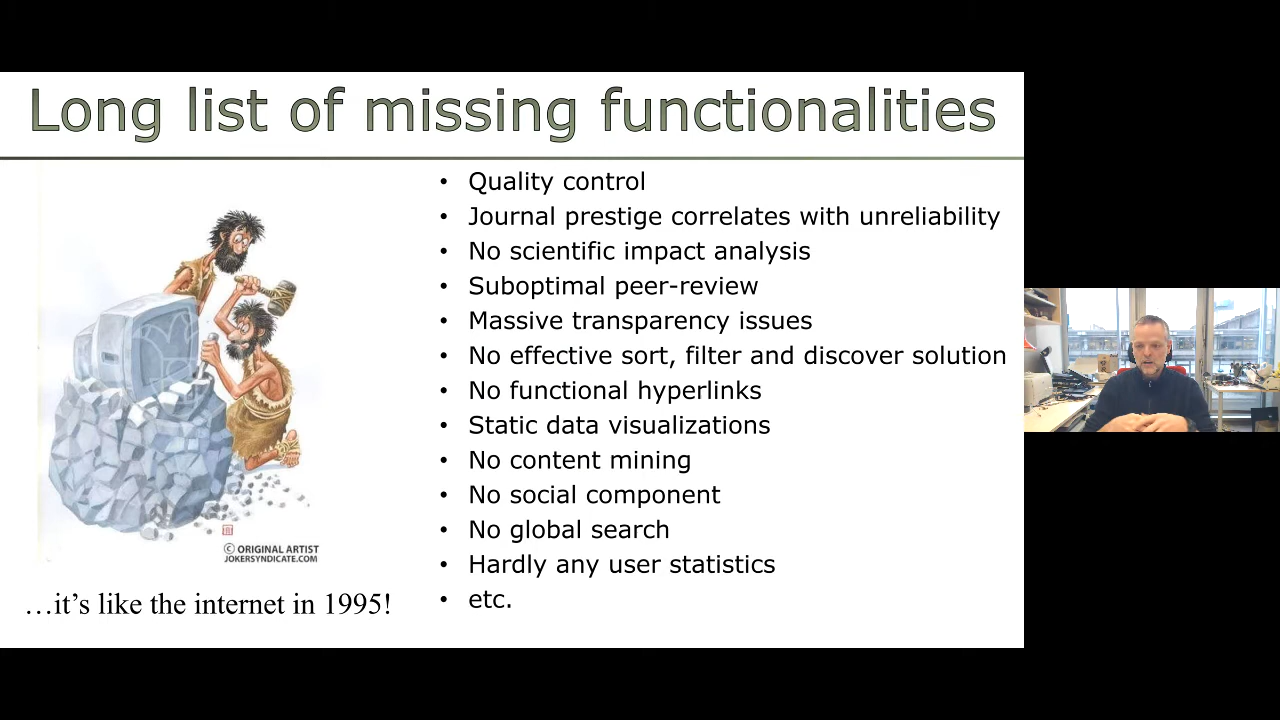 Long list of missing functionalities
• Quality control
• Journal prestige correlates with unreliability
• No scientific impact analysis
• Suboptimal peer-review
• Massive transparency issues
• No effective sort, filter and discover solution
• No functional hyperlinks
• Static data visualizations
• No content mining
• No social component
• No global search
• Hardly any user statistics
• etc.
© ORIGINAL ARTIST
JOKERSYNDICATE.COM
…it’s like the internet in 1995!